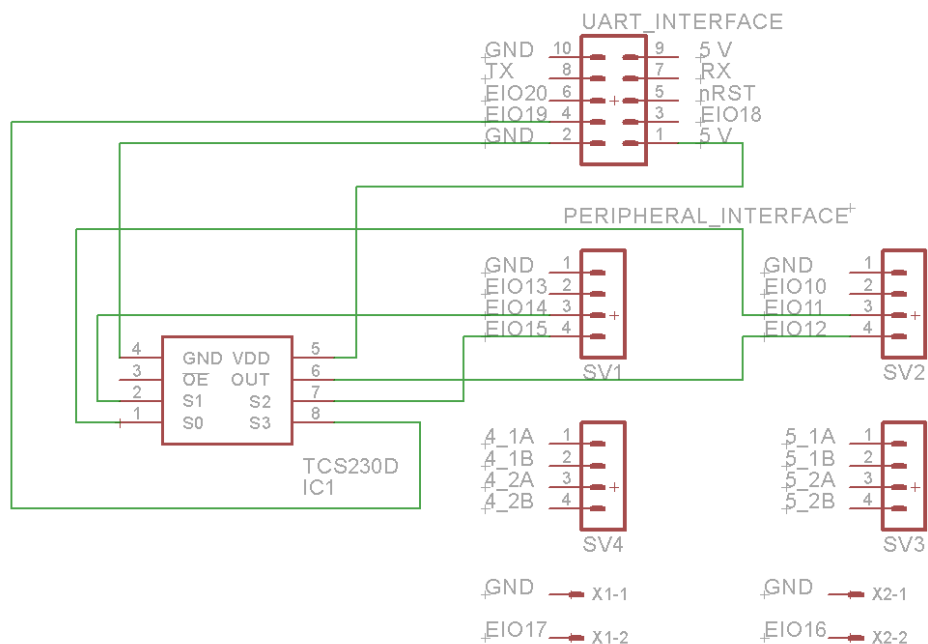 UART_INTERFACE
GND 10 9 5 V
TX 8 7 RX
EIO20 6 5 nRST
EIO19 4 3 EIO18
GND 2 1 5 V
PERIPHERAL_INTERFACE
GND 1 GND 1
EIO13 2 EIO10 2
EIO14 3 EIO11 3
EIO15 4 EIO12 4
SV1 SV2
4 GND VDD 5
3 OE OUT 6
2 S1 S2 7
1 S0 S3 8
TCS230D
IC1
4_1A 1 5_1A 1
4_1B 2 5_1B 2
4_2A 3 5_2A 3
4_2B 4 5_2B 4
SV4 SV3
GND X1-1 GND X2-1
EIO17 X1-2 EIO16 X2-2